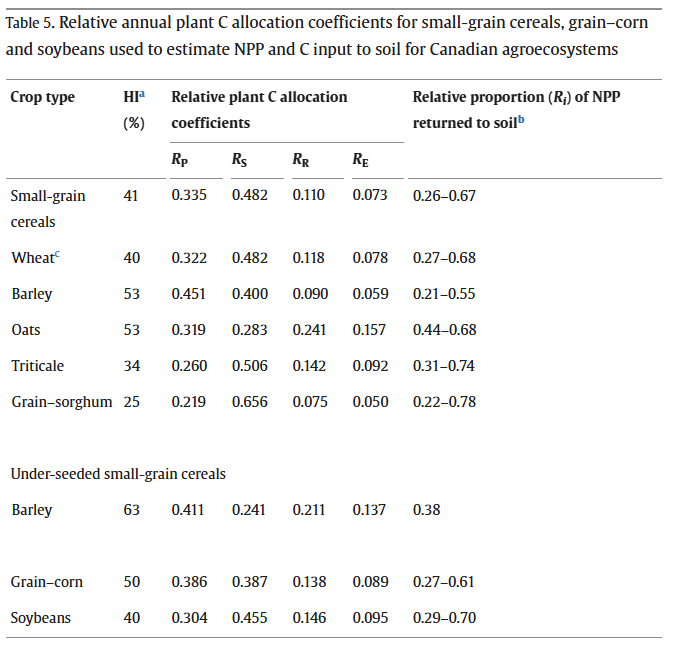 Table 5. Relative annual plant C allocation coefficients for small-grain cereals, grain–corn
and soybeans used to estimate NPP and C input to soil for Canadian agroecosystems
Crop type HIa Relative plant C allocation Relative proportion (Ri) of NPP
(%) coefficients returned to soilb
RP RS RR RE
Small-grain 41 0.335 0.482 0.110 0.073 0.26–0.67
cereals
Wheatc 40 0.322 0.482 0.118 0.078 0.27–0.68
Barley 53 0.451 0.400 0.090 0.059 0.21–0.55
Oats 53 0.319 0.283 0.241 0.157 0.44–0.68
Triticale 34 0.260 0.506 0.142 0.092 0.31–0.74
Grain–sorghum 25 0.219 0.656 0.075 0.050 0.22–0.78
Under-seeded small-grain cereals
Barley 63 0.411 0.241 0.211 0.137 0.38
Grain–corn 50 0.386 0.387 0.138 0.089 0.27–0.61
Soybeans 40 0.304 0.455 0.146 0.095 0.29–0.70